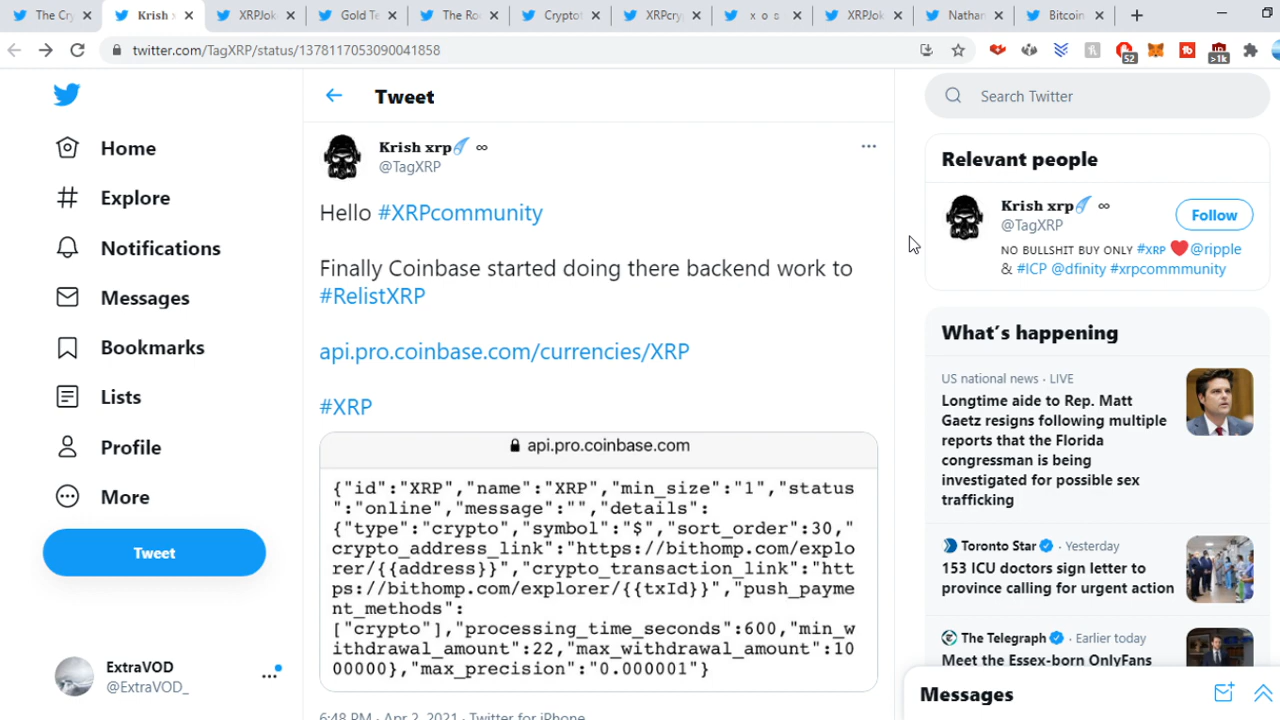 The Cry
Krish x
XRPJok
Gold Te
The Ro
Cryptot
XRPcry
x o s
XRPJok
Nathan
Bitcoin
twitter.com/TagXRP/status/1378117053090041858
52
>1k
Tweet
Search Twitter
Home
Explore
Notifications
Messages
Bookmarks
Lists
Profile
More
Tweet
ExtraVOD
@ExtraVOD_
Krish xrp ∞
@TagXRP
Hello #XRPcommunity
Finally Coinbase started doing there backend work to
#RelistXRP
api.pro.coinbase.com/currencies/XRP
#XRP
api.pro.coinbase.com
{"id":"XRP","name":"XRP","min_size":"1","status
":"online","message":"","details":
{"type":"crypto","symbol":"$","sort_order":30,"
crypto_address_link":"https://bithomp.com/explo
rer/{{address}}","crypto_transaction_link":"htt
ps://bithomp.com/explorer/{{txId}}","push_payme
nt_methods":
["crypto"],"processing_time_seconds":600,"min_w
ithdrawal_amount":22,"max_withdrawal_amount":10
00000},"max_precision":"0.000001"}
6:48 PM · Apr 2, 2021 · Twitter for iPhone
Relevant people
Krish xrp ∞
@TagXRP
Follow
NO BULLSHIT BUY ONLY #XRP ❤️@ripple
& #ICP @dfinity #xrpcommmunity
What's happening
US national news · LIVE
Longtime aide to Rep. Matt
Gaetz resigns following multiple
reports that the Florida
congressman is being
investigated for possible sex
trafficking
Toronto Star · Yesterday
153 ICU doctors sign letter to
province calling for urgent action
The Telegraph · Earlier today
Meet the Essex-born OnlyFans
Messages